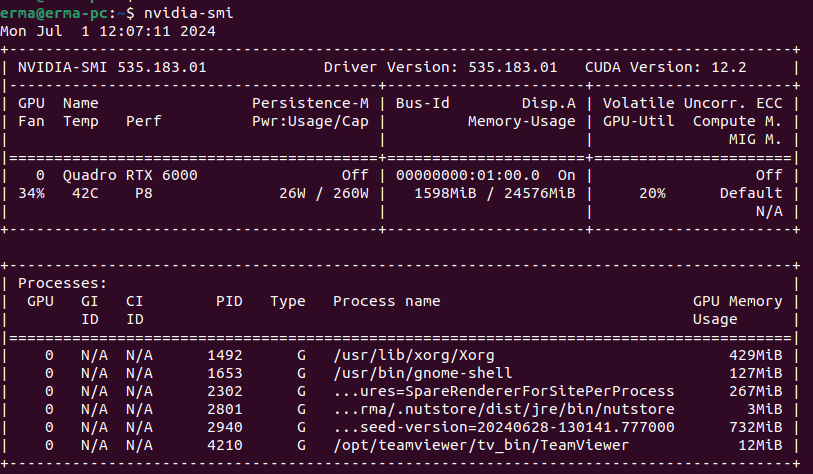 erma@erma-pc:~$ nvidia-smi
Mon Jul  1 12:07:11 2024
+---------------------------------------------------------------------------------------+
| NVIDIA-SMI 535.183.01             Driver Version: 535.183.01   CUDA Version: 12.2     |
|-----------------------------------------+----------------------+----------------------+
| GPU  Name                 Persistence-M | Bus-Id        Disp.A | Volatile Uncorr. ECC |
| Fan  Temp   Perf          Pwr:Usage/Cap |         Memory-Usage | GPU-Util  Compute M. |
|                                         |                      |               MIG M. |
|=========================================+======================+======================|
|   0  Quadro RTX 6000                Off | 00000000:01:00.0  On |                  Off |
| 34%   42C    P8              26W / 260W |   1598MiB / 24576MiB |     20%      Default |
|                                         |                      |                  N/A |
+-----------------------------------------+----------------------+----------------------+
+---------------------------------------------------------------------------------------+
| Processes:                                                                            |
|  GPU   GI   CI        PID   Type   Process name                            GPU Memory |
|        ID   ID                                                             Usage      |
|=======================================================================================|
|    0   N/A  N/A      1492      G   /usr/lib/xorg/Xorg                          429MiB |
|    0   N/A  N/A      1653      G   /usr/bin/gnome-shell                        127MiB |
|    0   N/A  N/A      2302      G   ...ures=SpareRendererForSitePerProcess      267MiB |
|    0   N/A  N/A      2801      G   ...rma/.nutstore/dist/jre/bin/nutstore        3MiB |
|    0   N/A  N/A      2940      G   ...seed-version=20240628-130141.777000      732MiB |
|    0   N/A  N/A      4210      G   /opt/teamviewer/tv_bin/TeamViewer            12MiB |
+---------------------------------------------------------------------------------------+